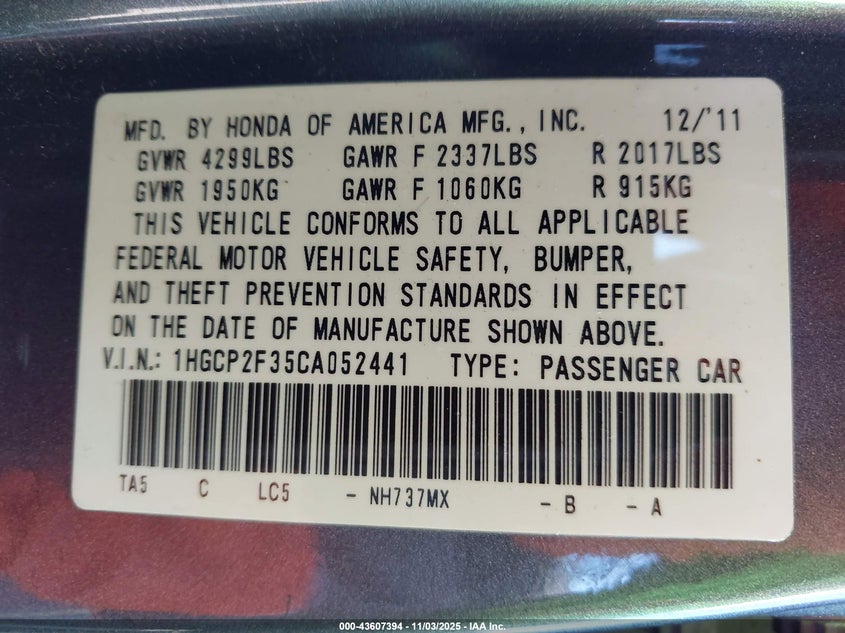 MFD. BY HONDA OF AMERICA MFG., INC. 12/'11
GVWR 4299LBS GAWR F 2337LBS R 2017LBS
GVWR 1950KG GAWR F 1060KG R 915KG
THIS VEHICLE CONFORMS TO ALL APPLICABLE
FEDERAL MOTOR VEHICLE SAFETY, BUMPER,
AND THEFT PREVENTION STANDARDS IN EFFECT
ON THE DATE OF MANUFACTURE SHOWN ABOVE.
V.I.N.: 1HGCP2F35CA052441 TYPE: PASSENGER CAR
TA5 C LC5 - NH737MX - B - A
000-43607394 - 11/03/2025 - IAA Inc.